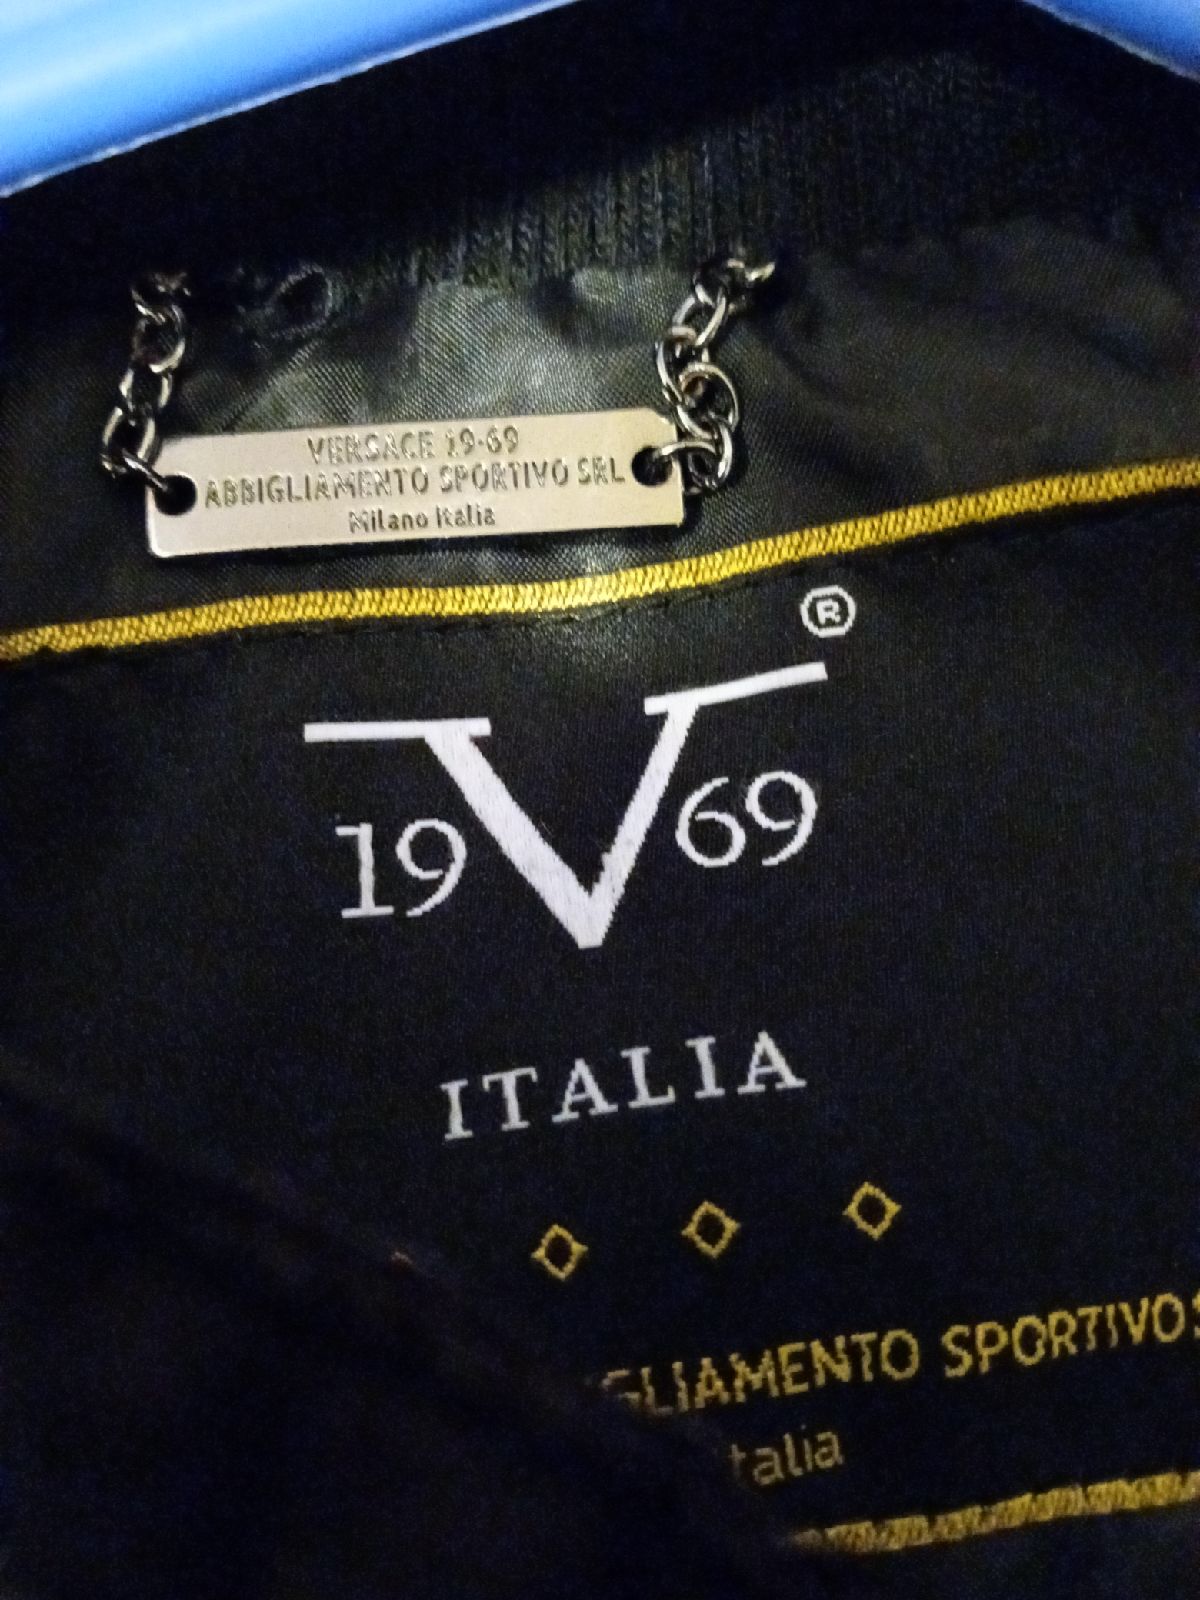 VERSACE 19·69
ABBIGLIAMENTO SPORTIVO SRL
Milano Italia
®
19 V 69
ITALIA
GLIAMENTO SPORTIVO
talia